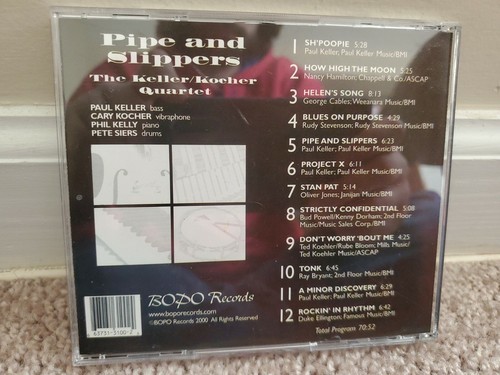 Pipe and
Slippers
The Keller/Kocher
Quartet
PAUL KELLER bass
CARY KOCHER vibraphone
PHIL KELLY piano
PETE SIERS drums
1 SH'POOPIE 5:28
Paul Keller; Paul Keller Music/BMI
2 HOW HIGH THE MOON 5:25
Nancy Hamilton; Chappell & Co./ASCAP
3 HELEN'S SONG 8:13
George Cables; Weeanara Music/BMI
4 BLUES ON PURPOSE 4:29
Rudy Stevenson; Rudy Stevenson Music/BMI
5 PIPE AND SLIPPERS 6:23
Paul Keller; Paul Keller Music/BMI
6 PROJECT X 6:11
Paul Keller; Paul Keller Music/BMI
7 STAN PAT 5:14
Oliver Jones; Janijan Music/BMI
8 STRICTLY CONFIDENTIAL 5:08
Bud Powell/Kenny Dorham; 2nd Floor
Music/Music Sales Corp./BMI
9 DON'T WORRY 'BOUT ME 4:25
Ted Koehler/Rube Bloom; Mills Music/
Ted Koehler Music/ASCAP
10 TONK 6:45
Ray Bryant; 2nd Floor Music/BMI
11 A MINOR DISCOVERY 6:29
Paul Keller; Paul Keller Music/BMI
12 ROCKIN' IN RHYTHM 6:42
Duke Ellington; Famous Music/BMI
Total Program 70:52
BOPO Records
www.boporecords.com
©BOPO Records 2000 All Rights Reserved
65731-3100-2